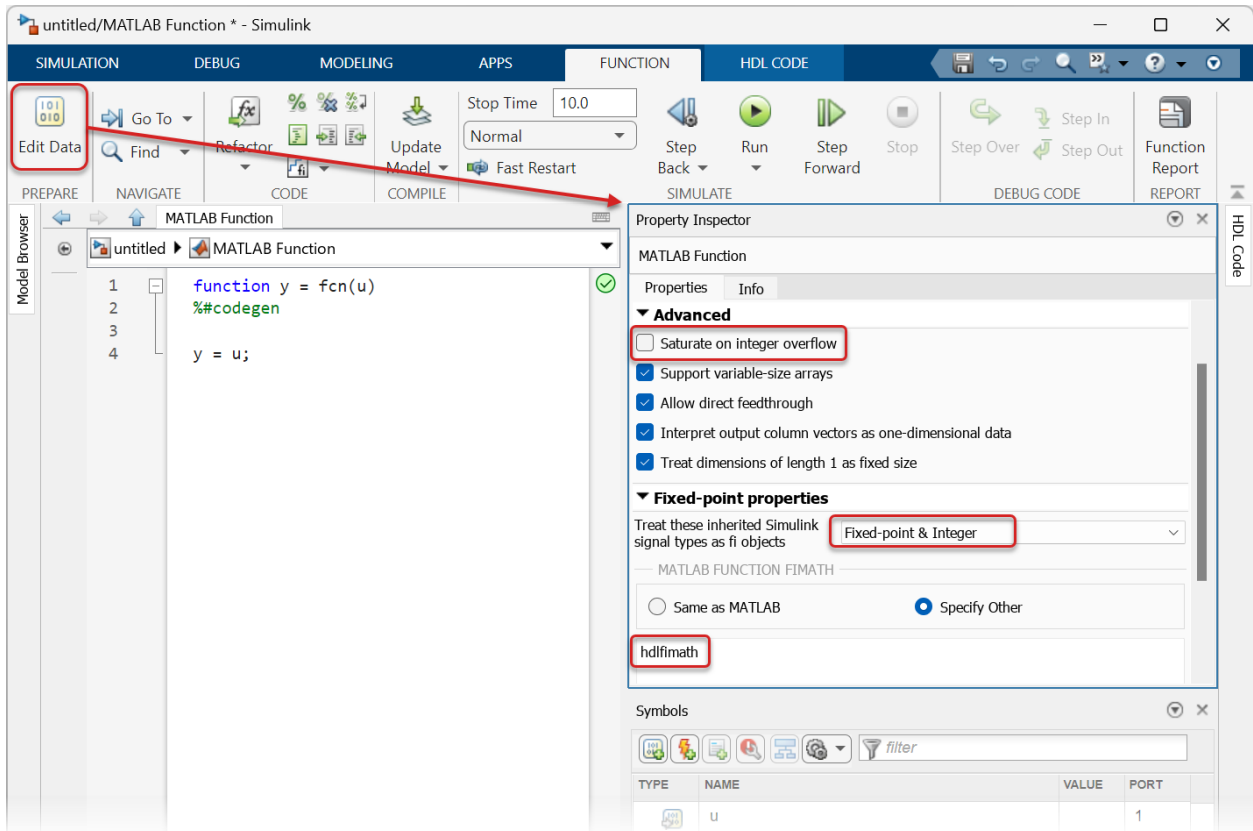 untitled/MATLAB Function * - Simulink
SIMULATION DEBUG MODELING APPS FUNCTION HDL CODE
Edit Data
Go To
Find
Refactor
Update Model
Stop Time 10.0
Normal
Fast Restart
Step Back
Run
Step Forward
Stop
Step Over
Step In
Step Out
Function Report
PREPARE NAVIGATE CODE COMPILE SIMULATE DEBUG CODE REPORT
Model Browser
MATLAB Function
untitled MATLAB Function
1 function y = fcn(u)
2 %#codegen
3
4 y = u;
Property Inspector
MATLAB Function
Properties Info
Advanced
Saturate on integer overflow
Support variable-size arrays
Allow direct feedthrough
Interpret output column vectors as one-dimensional data
Treat dimensions of length 1 as fixed size
Fixed-point properties
Treat these inherited Simulink
signal types as fi objects
Fixed-point & Integer
MATLAB FUNCTION FIMATH
Same as MATLAB Specify Other
hdlfimath
Symbols
filter
TYPE NAME VALUE PORT
u 1
HDL Code